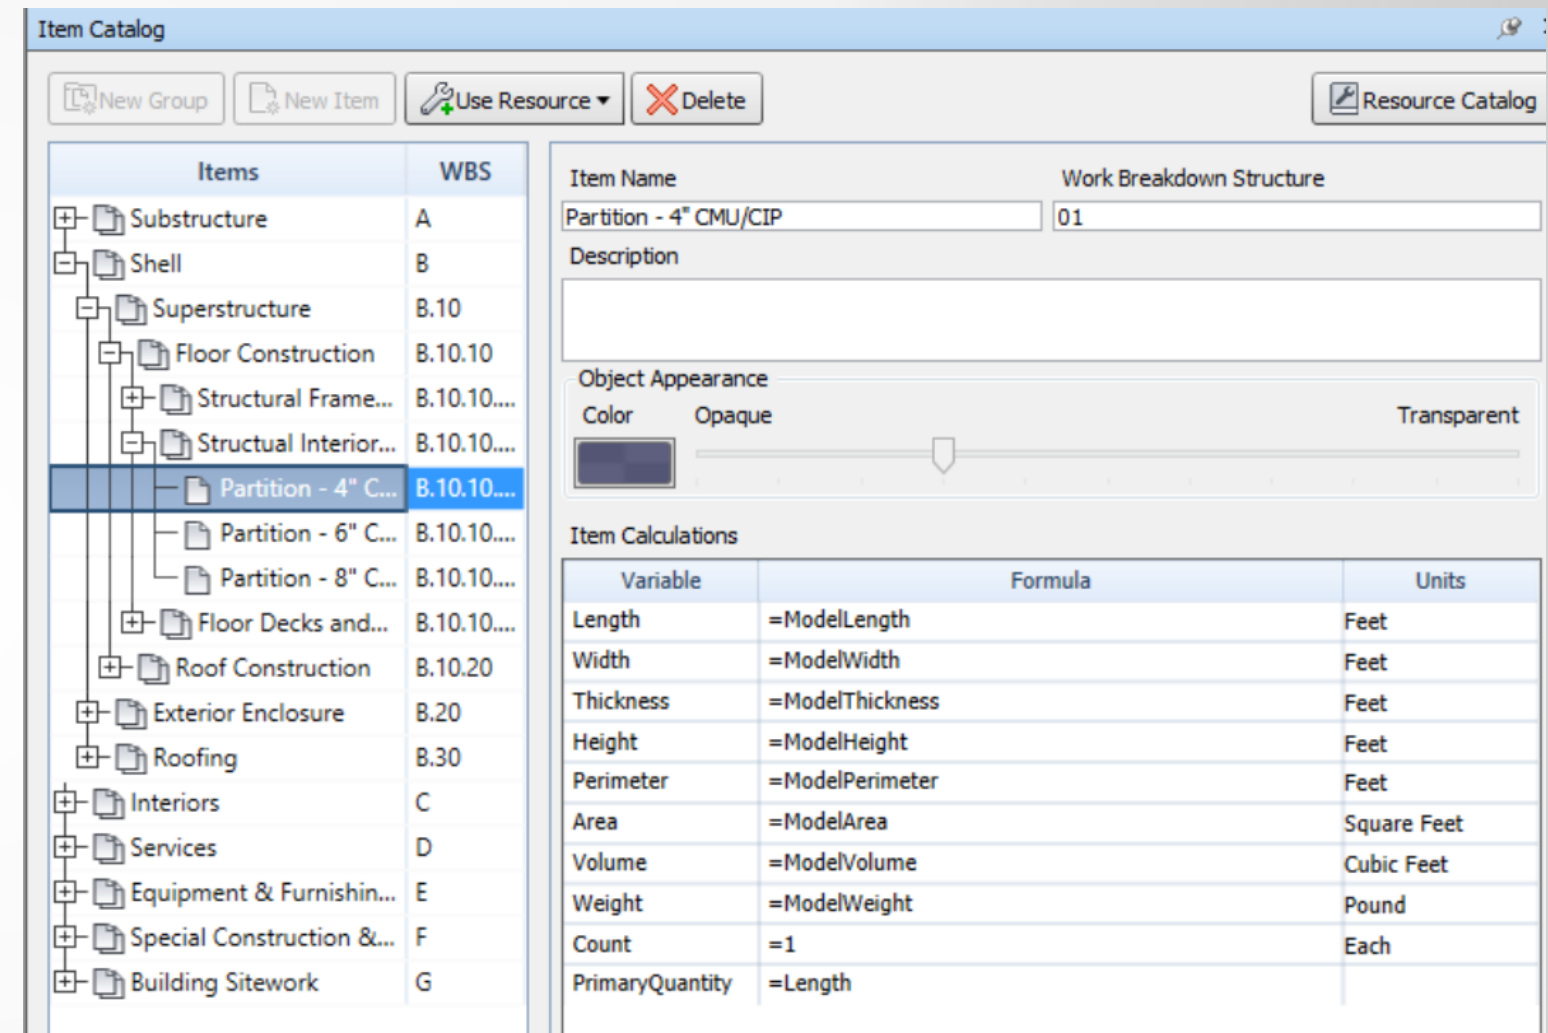 Item Catalog
New Group New Item Use Resource Delete Resource Catalog
Items WBS
Substructure A
Shell B
Superstructure B.10
Floor Construction B.10.10
Structural Frame... B.10.10....
Structual Interior... B.10.10....
Partition - 4" C... B.10.10....
Partition - 6" C... B.10.10....
Partition - 8" C... B.10.10....
Floor Decks and... B.10.10....
Roof Construction B.10.20
Exterior Enclosure B.20
Roofing B.30
Interiors C
Services D
Equipment & Furnishin... E
Special Construction &... F
Building Sitework G
Item Name Work Breakdown Structure
Partition - 4" CMU/CIP 01
Description
Object Appearance
Color Opaque Transparent
Item Calculations
Variable Formula Units
Length =ModelLength Feet
Width =ModelWidth Feet
Thickness =ModelThickness Feet
Height =ModelHeight Feet
Perimeter =ModelPerimeter Feet
Area =ModelArea Square Feet
Volume =ModelVolume Cubic Feet
Weight =ModelWeight Pound
Count =1 Each
PrimaryQuantity =Length